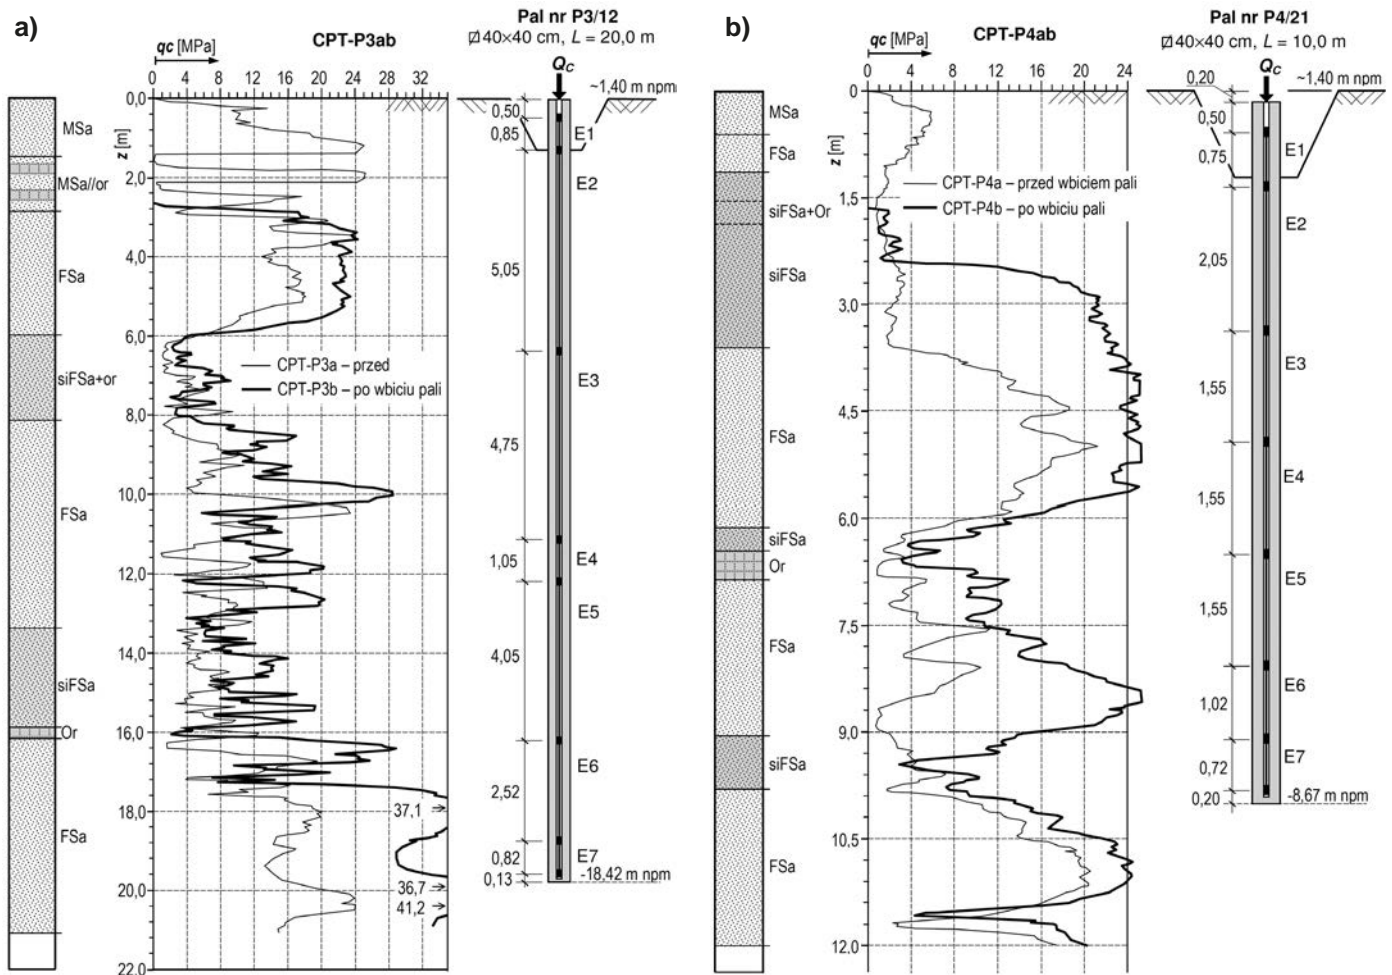 a)
qc [MPa]
CPT-P3ab
0 4 8 12 16 20 24 28 32
Pal nr P3/12
40×40 cm, L = 20,0 m
Qc
~1,40 m npm
z [m]
0,0
2,0
4,0
6,0
8,0
10,0
12,0
14,0
16,0
18,0
20,0
22,0
MSa
MSa//or
FSa
siFSa+or
FSa
siFSa
Or
FSa
CPT-P3a – przed
CPT-P3b – po wbiciu pali
37,1
36,7
41,2
0,50
0,85
5,05
4,75
1,05
4,05
2,52
0,82
0,13
E1
E2
E3
E4
E5
E6
E7
-18,42 m npm
b)
qc [MPa]
CPT-P4ab
0 4 8 12 16 20 24
Pal nr P4/21
40×40 cm, L = 10,0 m
Qc
~1,40 m npm
z [m]
0
1,5
3.0
4.5
6.0
7.5
9.0
10.5
12.0
MSa
FSa
siFSa+Or
siFSa
FSa
siFSa
Or
FSa
siFSa
FSa
CPT-P4a – przed wbiciem pali
CPT-P4b – po wbiciu pali
0,20
0,50
0,75
2,05
1,55
1,55
1,55
1,02
0,72
0,20
E1
E2
E3
E4
E5
E6
E7
-8,67 m npm